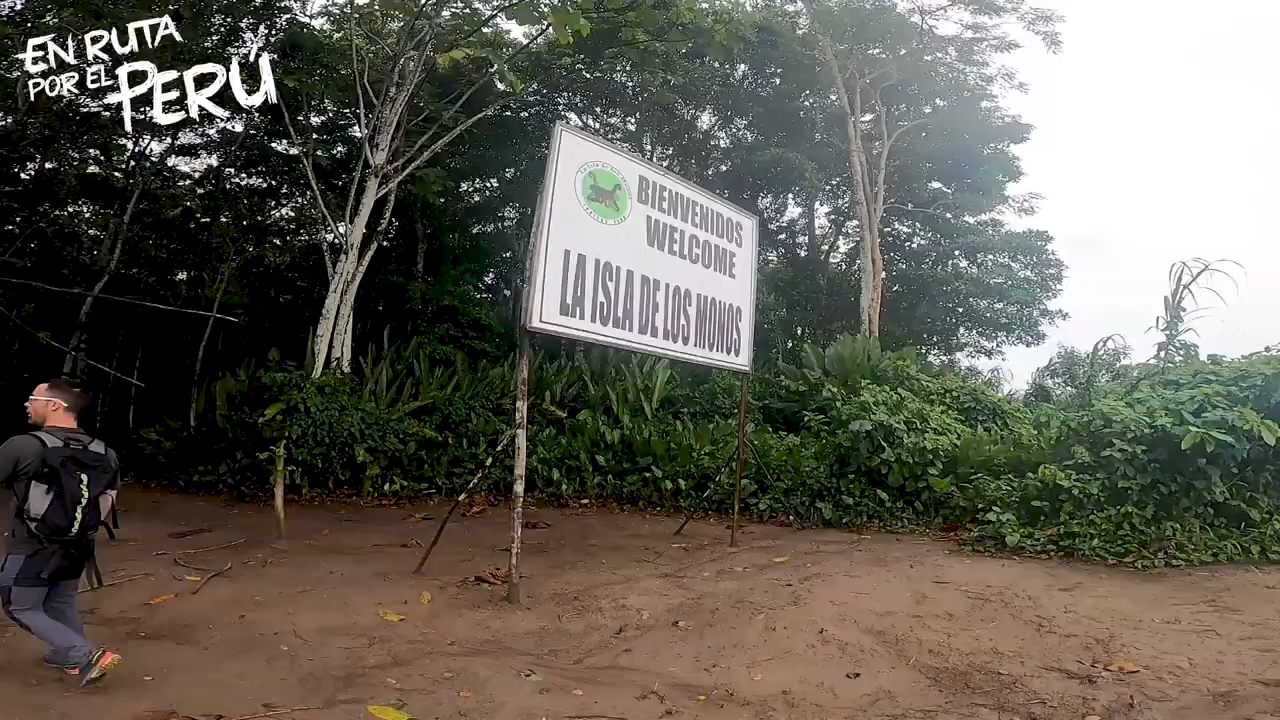 EN RUTA
POR EL PERÚ
BIENVENIDOS
WELCOME
LA ISLA DE LOS MONOS